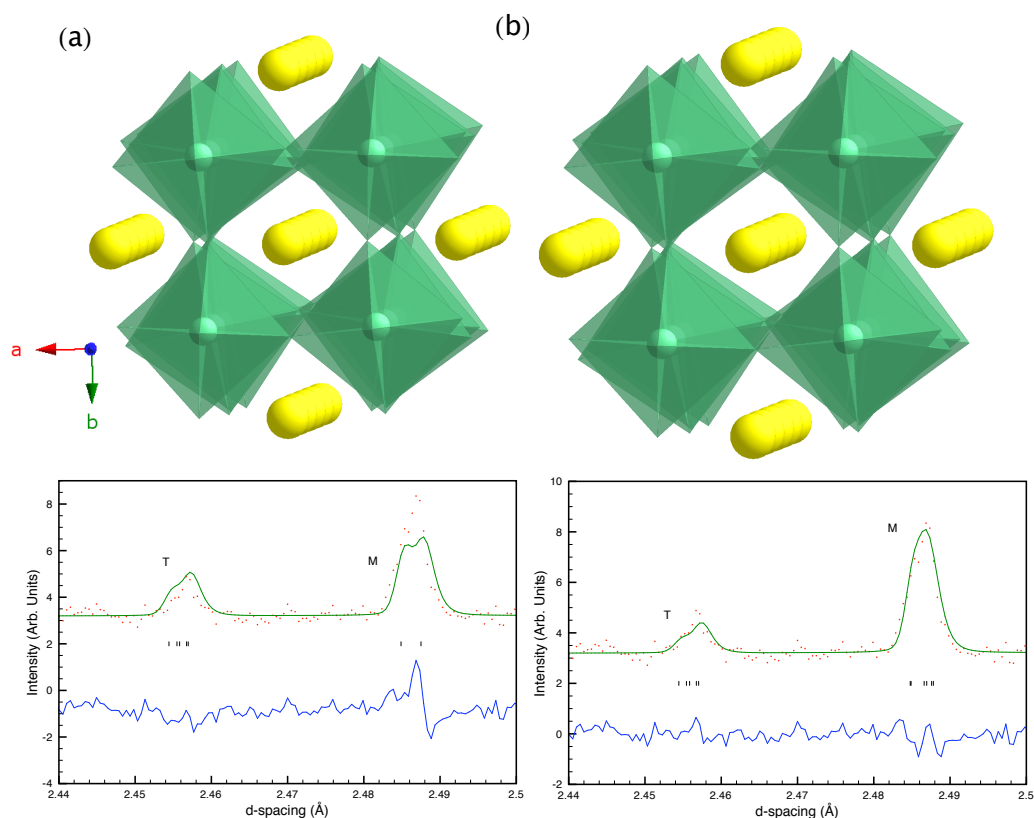 (a)
(b)
a
b
8
6
4
2
0
-2
-4
Intensity (Arb. Units)
T
M
2.44
2.45
2.46
2.47
2.48
2.49
2.5
d-spacing (Å)
10
8
6
4
2
0
-2
Intensity (Arb. Units)
T
M
2.44
2.45
2.46
2.47
2.48
2.49
2.5
d-spacing (Å)